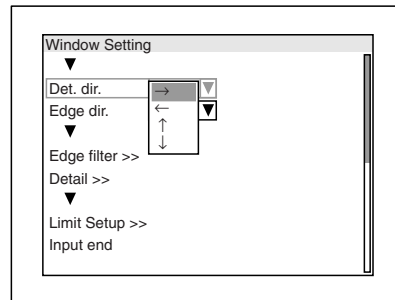 Window Setting
▼
Det. dir. → ▼
Edge dir. ← ▼
↑
▼
↓
Edge filter >>
Detail >>
▼
Limit Setup >>
Input end